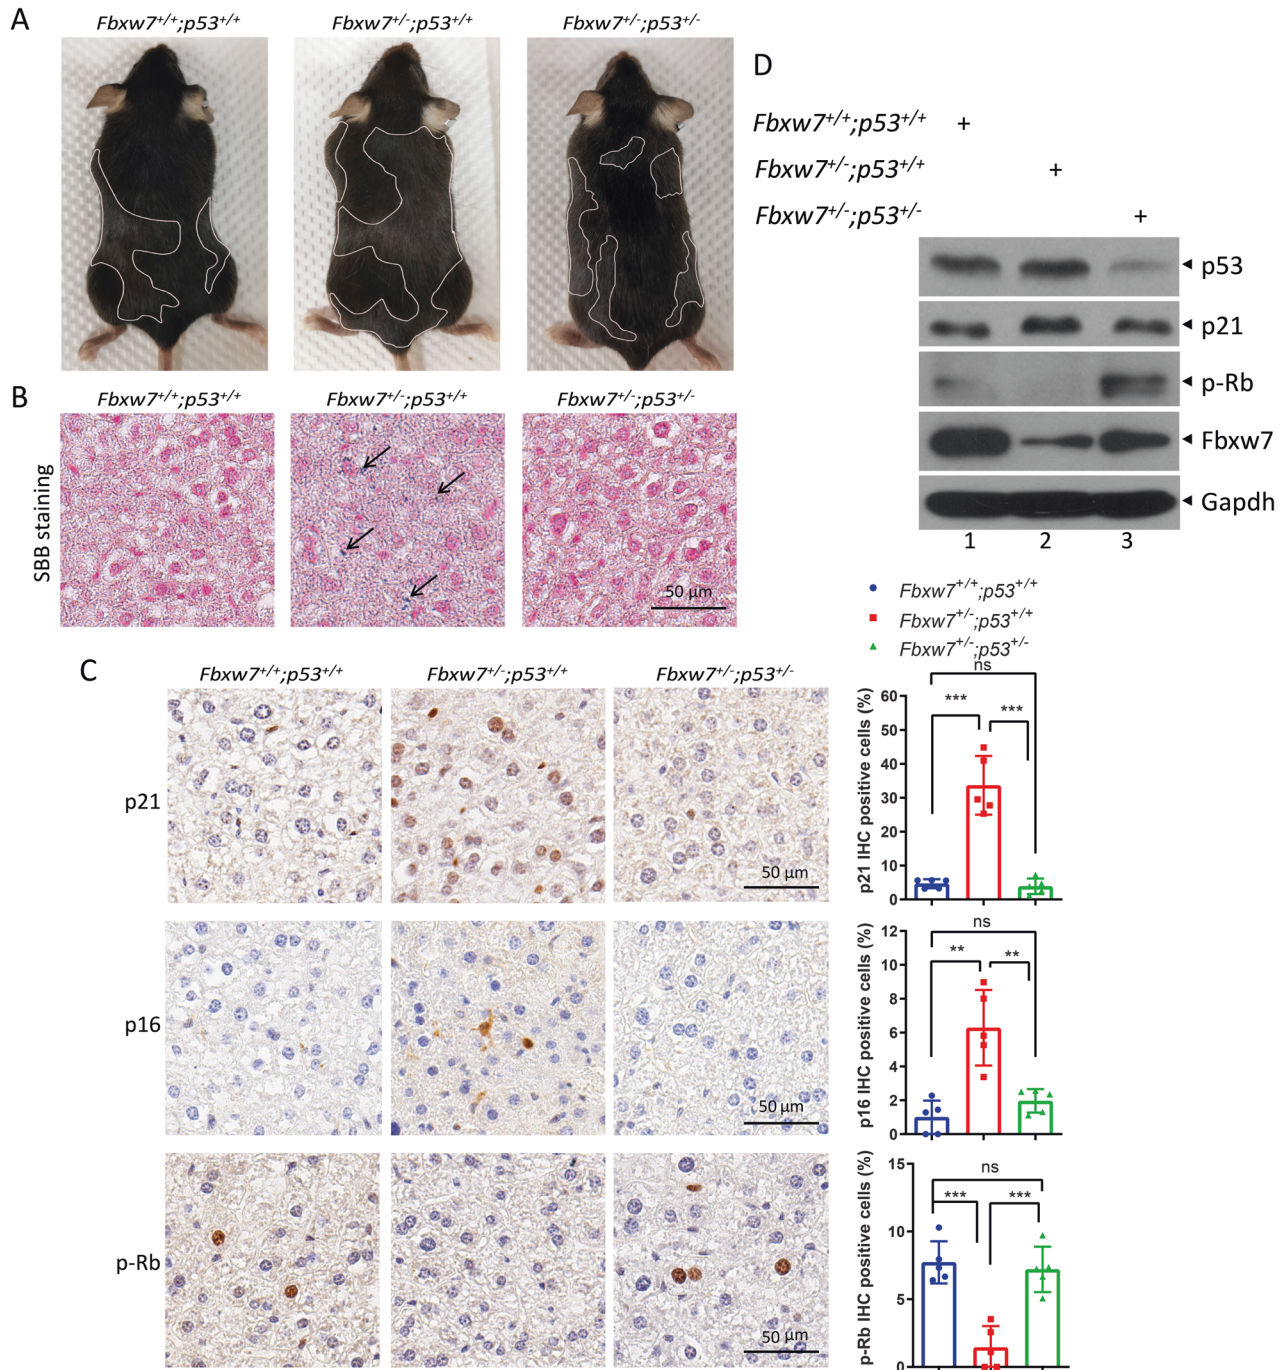 A
Fbxw7+/+;p53+/+
Fbxw7+/-;p53+/+
Fbxw7+/-;p53+/-
B
Fbxw7+/+;p53+/+
Fbxw7+/-;p53+/+
Fbxw7+/-;p53+/-
SBB staining
50 μm
D
Fbxw7+/+;p53+/+ +
Fbxw7+/-;p53+/+ +
Fbxw7+/-;p53+/- +
p53
p21
p-Rb
Fbxw7
Gapdh
1 2 3
C
Fbxw7+/+;p53+/+
Fbxw7+/-;p53+/+
Fbxw7+/-;p53+/-
p21
50 μm
p16
50 μm
p-Rb
50 μm
Fbxw7+/+;p53+/+
Fbxw7+/-;p53+/+
Fbxw7+/-;p53+/-
p21 IHC positive cells (%)
60
50
40
30
20
10
0
ns
***
***
p16 IHC positive cells (%)
12
10
8
6
4
2
0
ns
**
**
p-Rb IHC positive cells (%)
15
10
5
0
ns
***
***